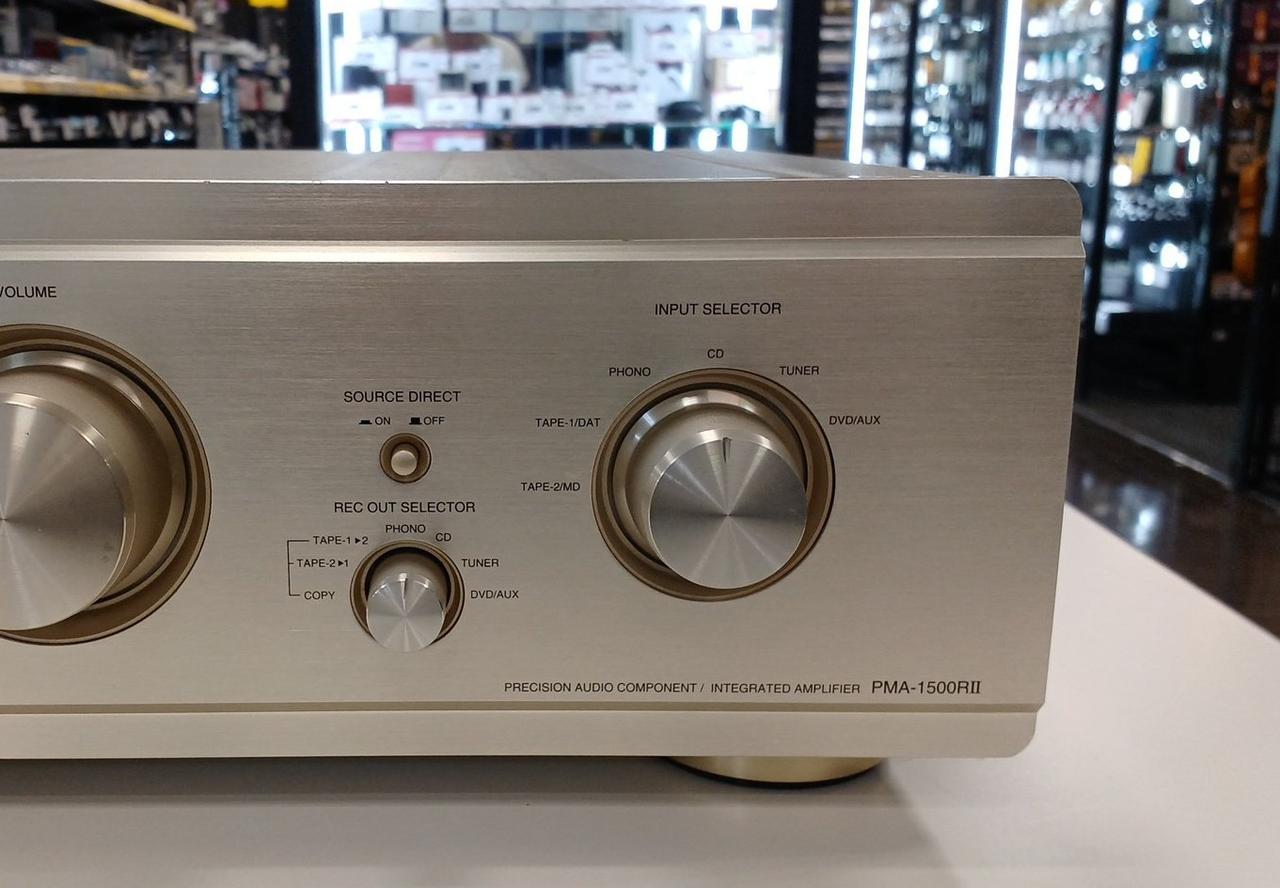 VOLUME
INPUT SELECTOR
PHONO
CD
TUNER
TAPE-1/DAT
DVD/AUX
TAPE-2/MD
SOURCE DIRECT
ON OFF
REC OUT SELECTOR
PHONO
CD
TAPE-1▶2
TUNER
TAPE-2▶1
COPY
DVD/AUX
PRECISION AUDIO COMPONENT / INTEGRATED AMPLIFIER PMA-1500RII